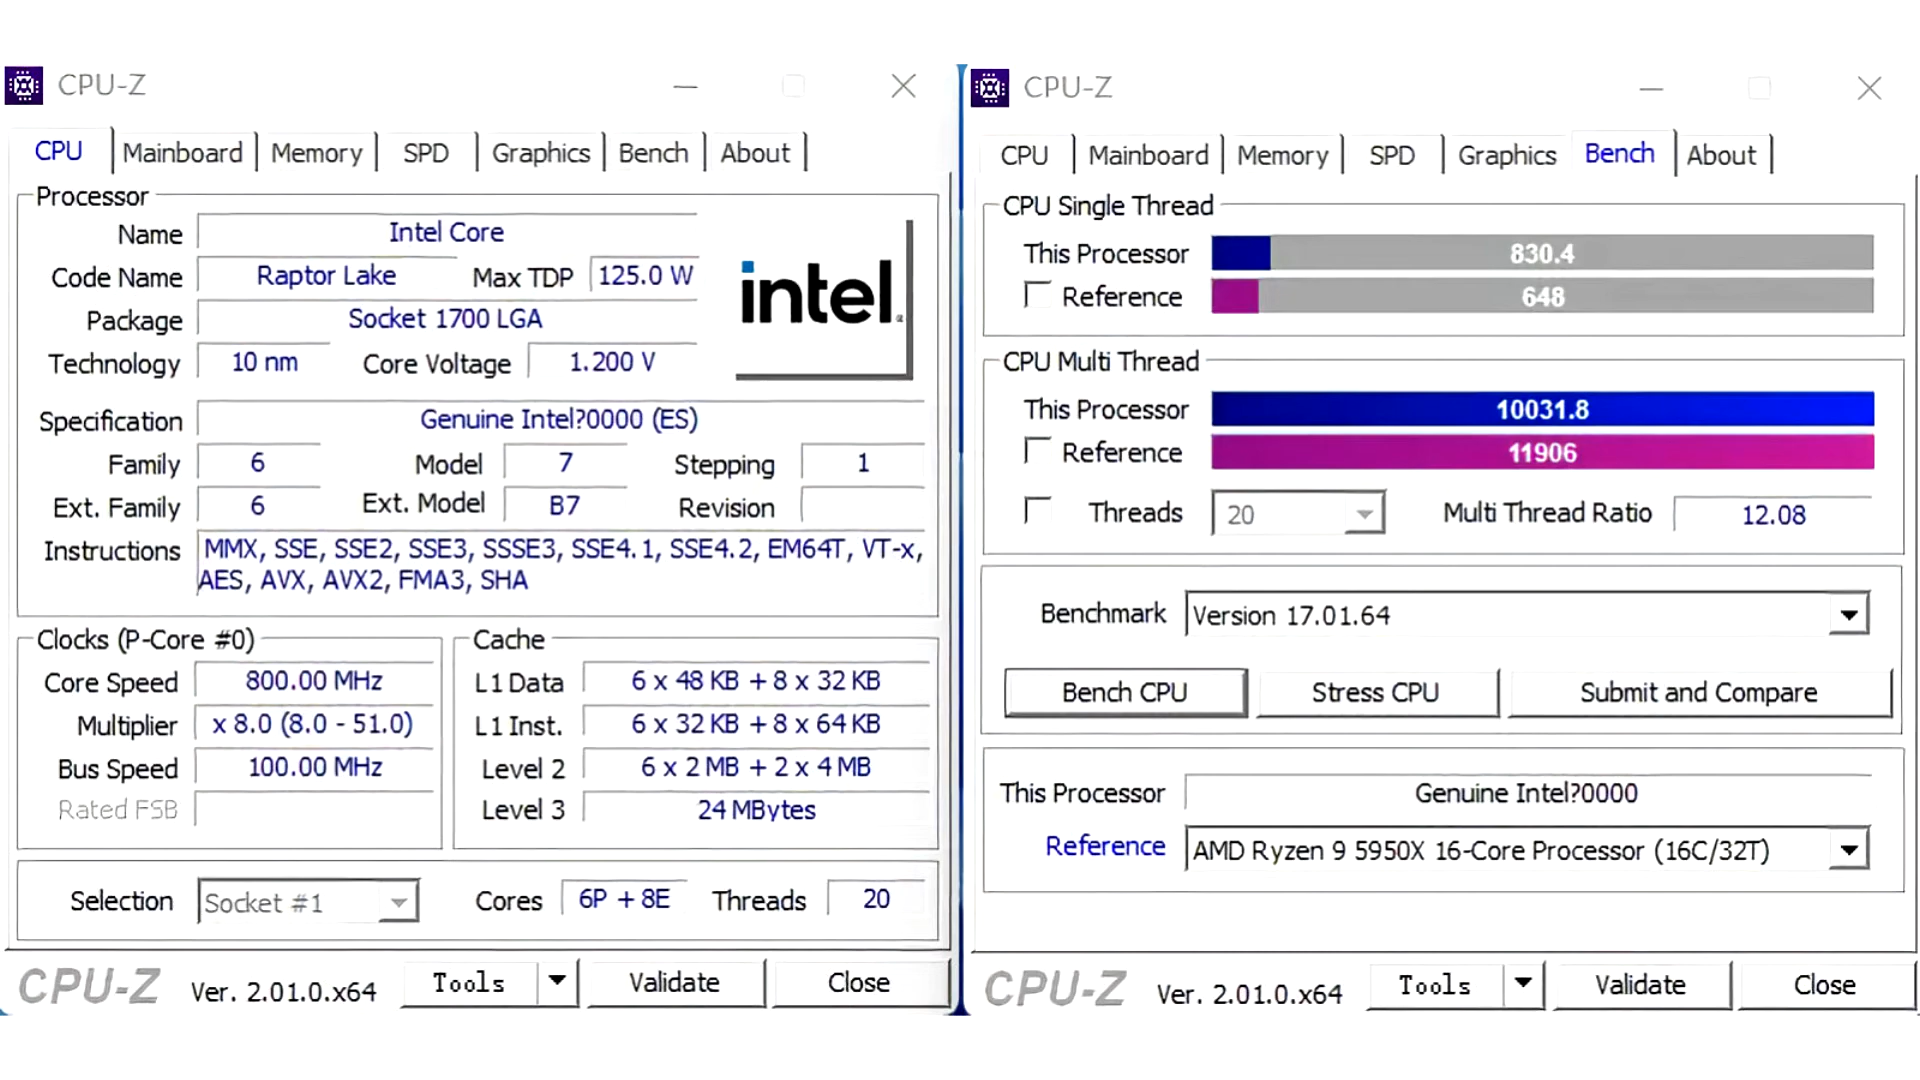 CPU-Z
CPU Mainboard Memory SPD Graphics Bench About
Processor
Name Intel Core
Code Name Raptor Lake Max TDP 125.0 W
Package Socket 1700 LGA
Technology 10 nm Core Voltage 1.200 V
intel.
Specification Genuine Intel?0000 (ES)
Family 6 Model 7 Stepping 1
Ext. Family 6 Ext. Model B7 Revision
Instructions MMX, SSE, SSE2, SSE3, SSSE3, SSE4.1, SSE4.2, EM64T, VT-x,
AES, AVX, AVX2, FMA3, SHA
Clocks (P-Core #0)
Core Speed 800.00 MHz
Multiplier x 8.0 (8.0 - 51.0)
Bus Speed 100.00 MHz
Rated FSB
Cache
L1 Data 6 x 48 KB + 8 x 32 KB
L1 Inst. 6 x 32 KB + 8 x 64 KB
Level 2 6 x 2 MB + 2 x 4 MB
Level 3 24 MBytes
Selection Socket #1 Cores 6P + 8E Threads 20
CPU-Z Ver. 2.01.0.x64 Tools Validate Close
CPU-Z
CPU Mainboard Memory SPD Graphics Bench About
CPU Single Thread
This Processor 830.4
Reference 648
CPU Multi Thread
This Processor 10031.8
Reference 11906
Threads 20 Multi Thread Ratio 12.08
Benchmark Version 17.01.64
Bench CPU Stress CPU Submit and Compare
This Processor Genuine Intel?0000
Reference AMD Ryzen 9 5950X 16-Core Processor (16C/32T)
CPU-Z Ver. 2.01.0.x64 Tools Validate Close